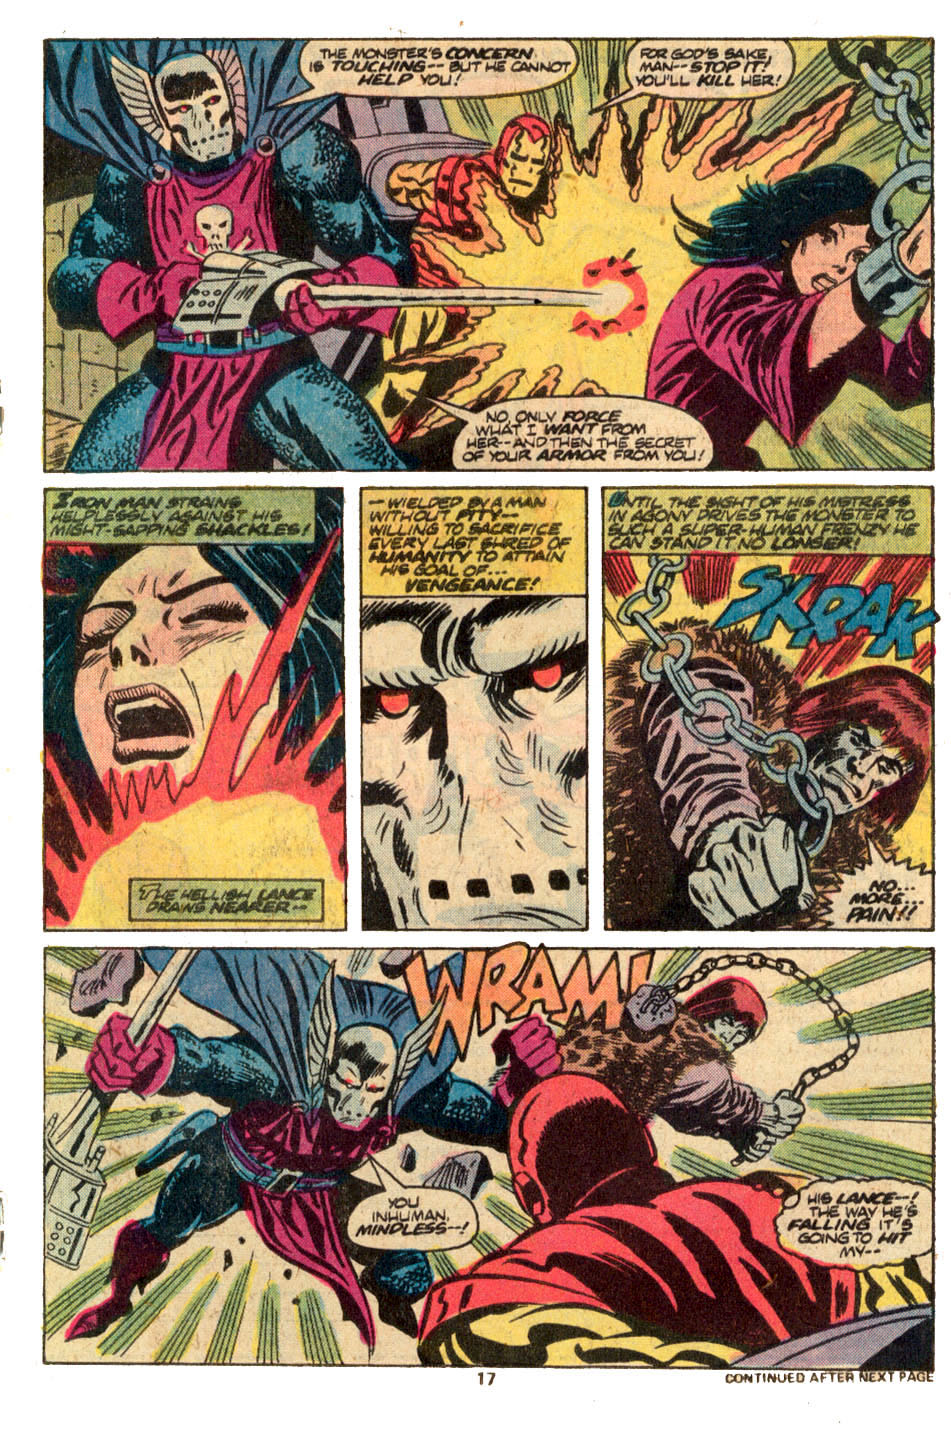 THE MONSTER'S CONCERN
IS TOUCHING-- BUT HE CANNOT
HELP YOU!
FOR GOD'S SAKE,
MAN-- STOP IT!
YOU'LL KILL HER!
NO, ONLY FORCE
WHAT I WANT FROM
HER--AND THEN THE SECRET
OF YOUR ARMOR FROM YOU!
IRON MAN STRAINS
HELPLESSLY AGAINST HIS
MIGHT-SAPPING SHACKLES!
THE HELLISH LANCE
DRAWS NEARER--
--WIELDED BY A MAN
WITHOUT PITY--
WILLING TO SACRIFICE
EVERY LAST SHRED OF
HUMANITY TO ATTAIN
HIS GOAL OF...
VENGEANCE!
UNTIL THE SIGHT OF HIS MISTRESS
IN AGONY DRIVES THE MONSTER TO
SUCH A SUPER-HUMAN FRENZY HE
CAN STAND IT NO LONGER!
SKRAK
NO...
MORE...
PAIN!!
WRAM!
YOU
INHUMAN,
MINDLESS--!
HIS LANCE--!
THE WAY HE'S
FALLING IT'S
GOING TO HIT
MY--
17
CONTINUED AFTER NEXT PAGE